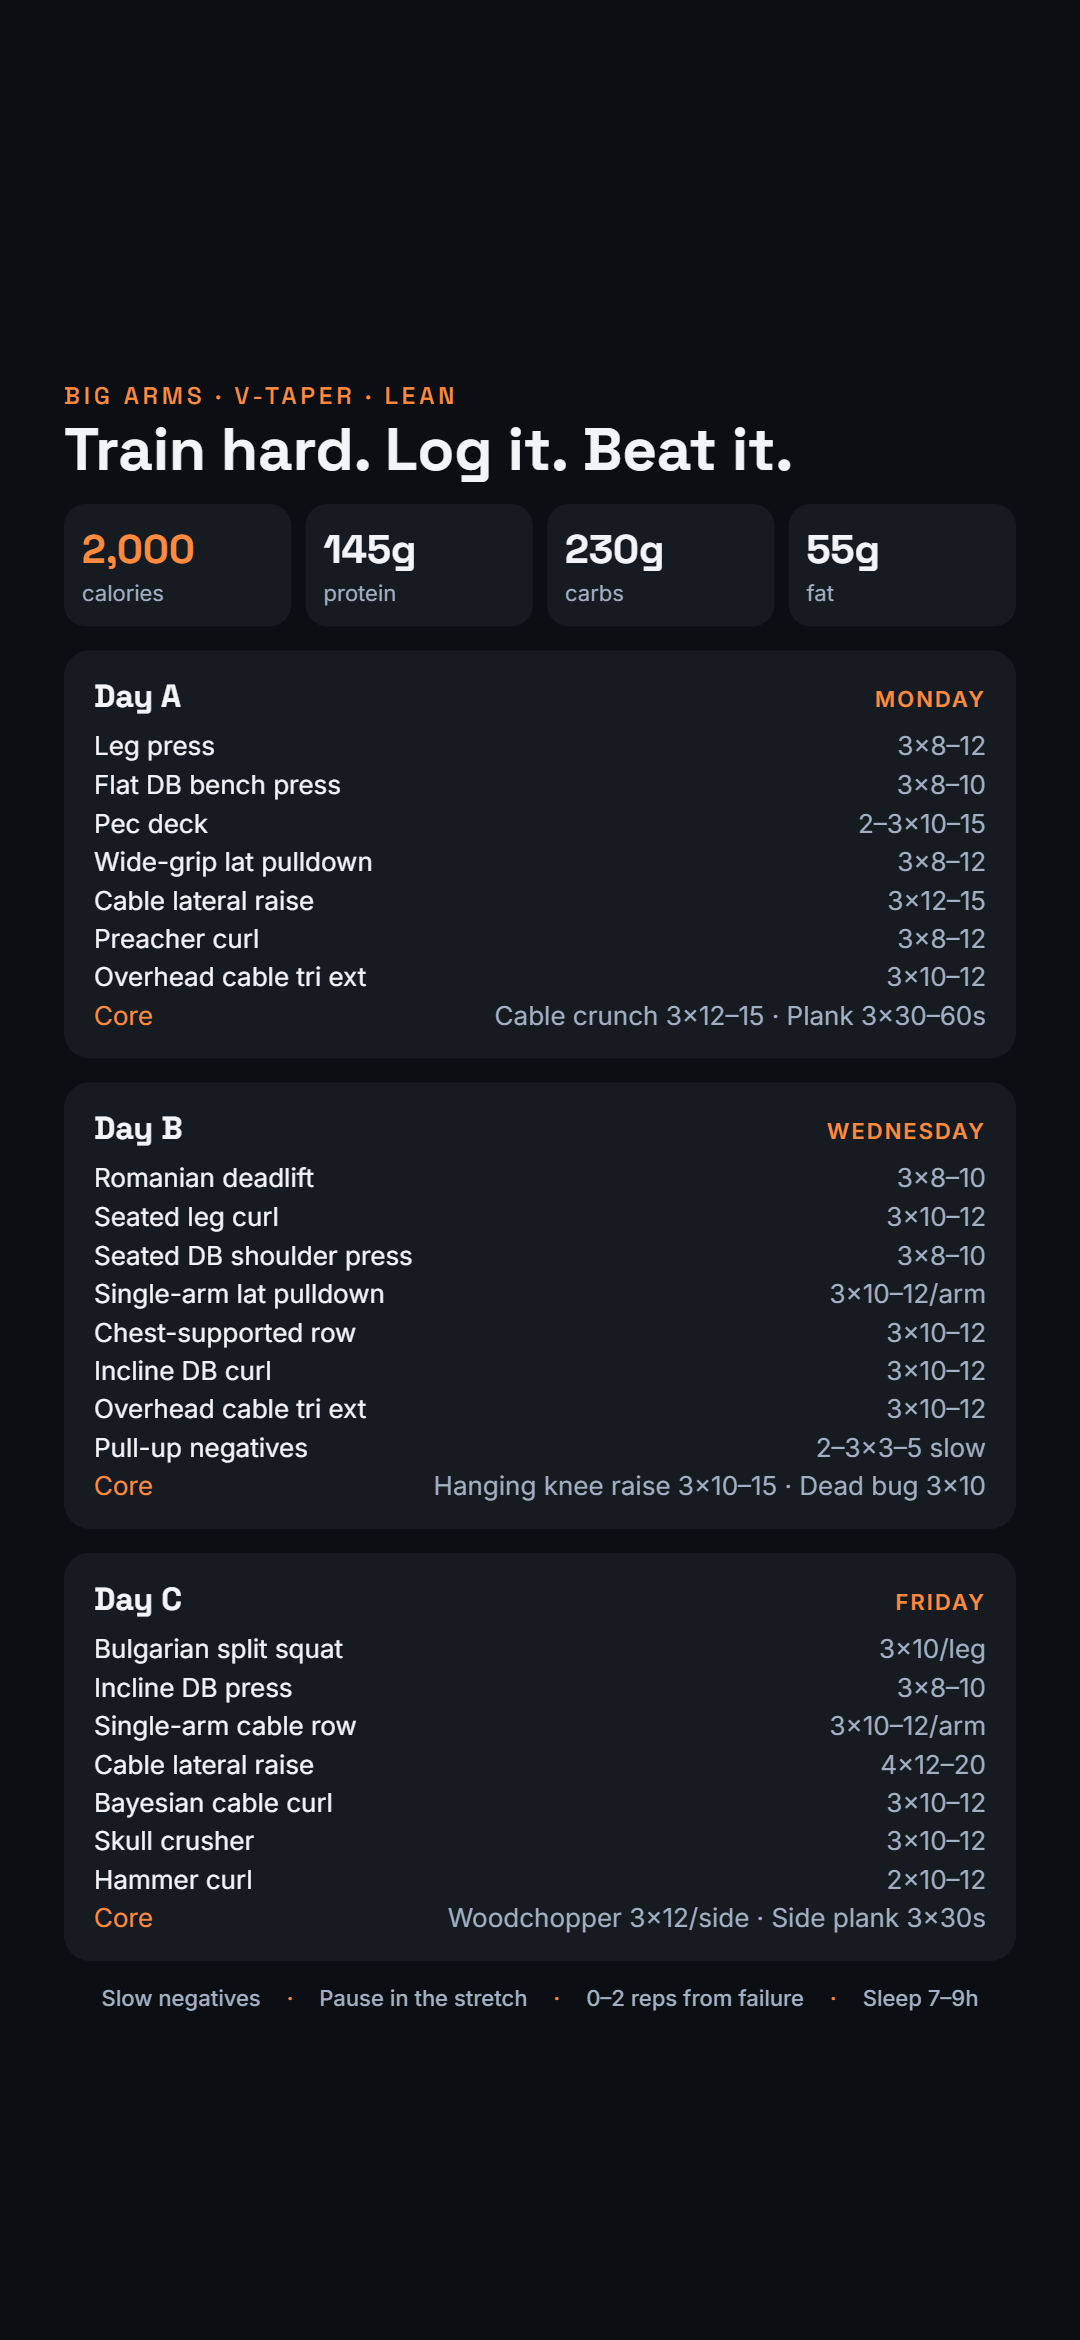 BIG ARMS · V-TAPER · LEAN
Train hard. Log it. Beat it.
2,000 145g 230g 55g
calories protein carbs fat
Day A MONDAY
Leg press 3×8–12
Flat DB bench press 3×8–10
Pec deck 2–3×10–15
Wide-grip lat pulldown 3×8–12
Cable lateral raise 3×12–15
Preacher curl 3×8–12
Overhead cable tri ext 3×10–12
Core Cable crunch 3×12–15 · Plank 3×30–60s
Day B WEDNESDAY
Romanian deadlift 3×8–10
Seated leg curl 3×10–12
Seated DB shoulder press 3×8–10
Single-arm lat pulldown 3×10–12/arm
Chest-supported row 3×10–12
Incline DB curl 3×10–12
Overhead cable tri ext 3×10–12
Pull-up negatives 2–3×3–5 slow
Core Hanging knee raise 3×10–15 · Dead bug 3×10
Day C FRIDAY
Bulgarian split squat 3×10/leg
Incline DB press 3×8–10
Single-arm cable row 3×10–12/arm
Cable lateral raise 4×12–20
Bayesian cable curl 3×10–12
Skull crusher 3×10–12
Hammer curl 2×10–12
Core Woodchopper 3×12/side · Side plank 3×30s
Slow negatives · Pause in the stretch · 0–2 reps from failure · Sleep 7–9h